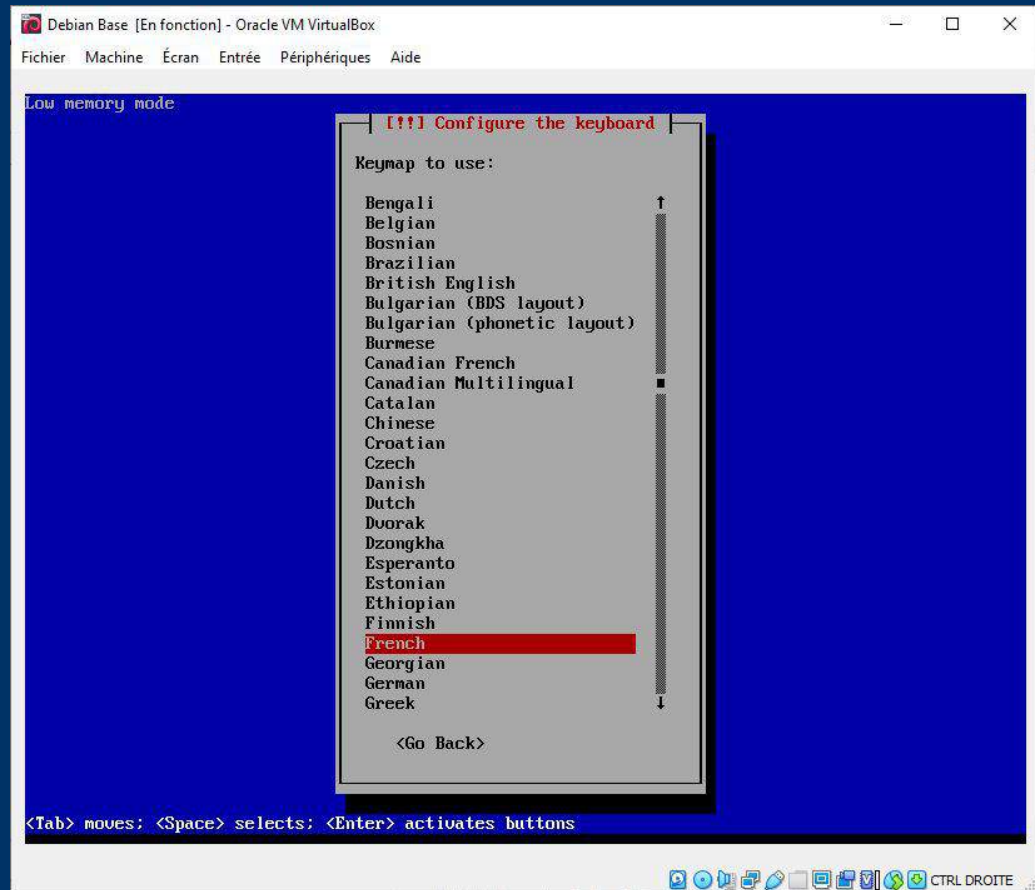 Debian Base [En fonction] - Oracle VM VirtualBox
Fichier Machine Écran Entrée Périphériques Aide
Low memory mode
[!!] Configure the keyboard
Keymap to use:
Bengali
Belgian
Bosnian
Brazilian
British English
Bulgarian (BDS layout)
Bulgarian (phonetic layout)
Burmese
Canadian French
Canadian Multilingual
Catalan
Chinese
Croatian
Czech
Danish
Dutch
Dvorak
Dzongkha
Esperanto
Estonian
Ethiopian
Finnish
French
Georgian
German
Greek
<Go Back>
<Tab> moves; <Space> selects; <Enter> activates buttons
CTRL DROITE